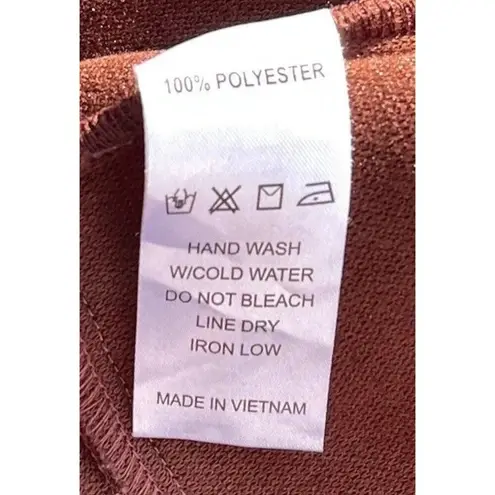 100% POLYESTER
HAND WASH
W/COLD WATER
DO NOT BLEACH
LINE DRY
IRON LOW
MADE IN VIETNAM